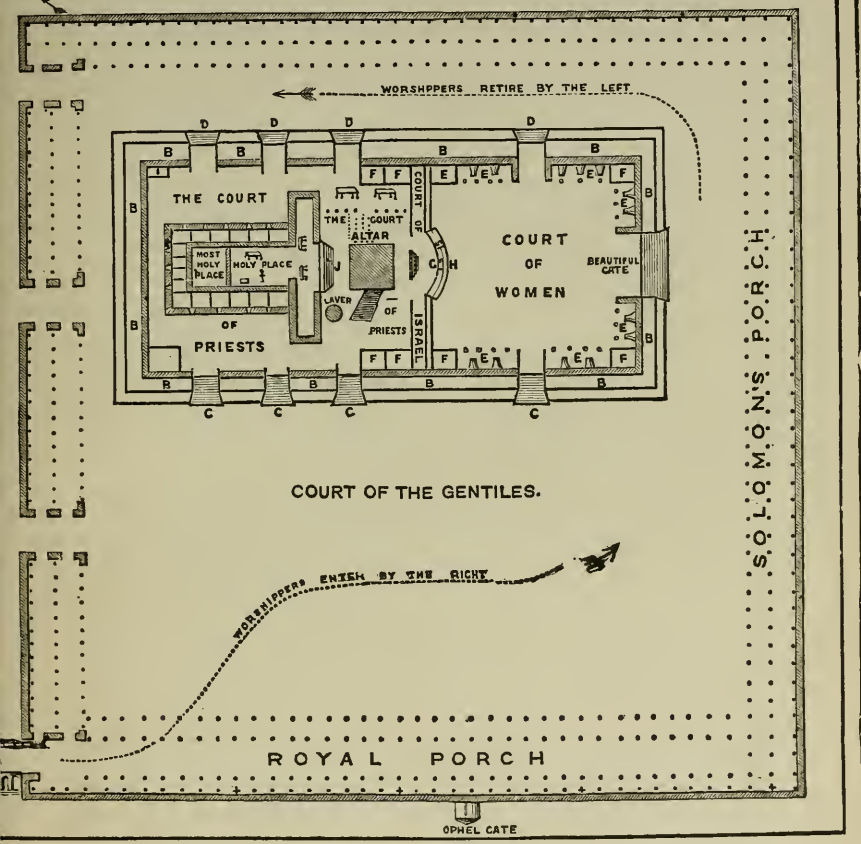 WORSHPPERS RETIRE BY THE LEFT
D D D D
B B B B
F F E E E F
THE COURT
COURT OF
E
B
B
THE COURT
ALTAR
COURT
OF
WOMEN
MOST
HOLY
PLACE
HOLY PLACE
J
G H
BEAUTIFUL
GATE
LAVER
OF
PRIESTS
ISRAEL
OF
PRIESTS
B
E
B
F F F E E F
B B B B
C C C C
SOLOMON'S PORCH
COURT OF THE GENTILES.
WORSHIPPERS ENTER BY THE RIGHT
ROYAL PORCH
OPHEL GATE